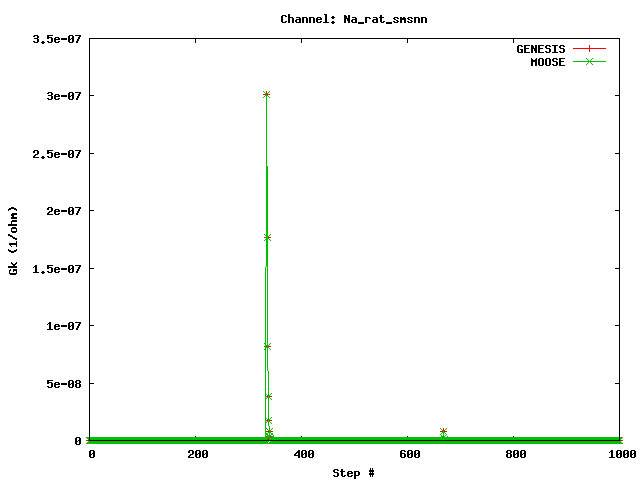 Channel: Na_rat_smsnn
3.5e-07
GENESIS
MOOSE
3e-07
2.5e-07
2e-07
Gk (1/ohm)
1.5e-07
1e-07
5e-08
0
0 200 400 600 800 1000
Step #